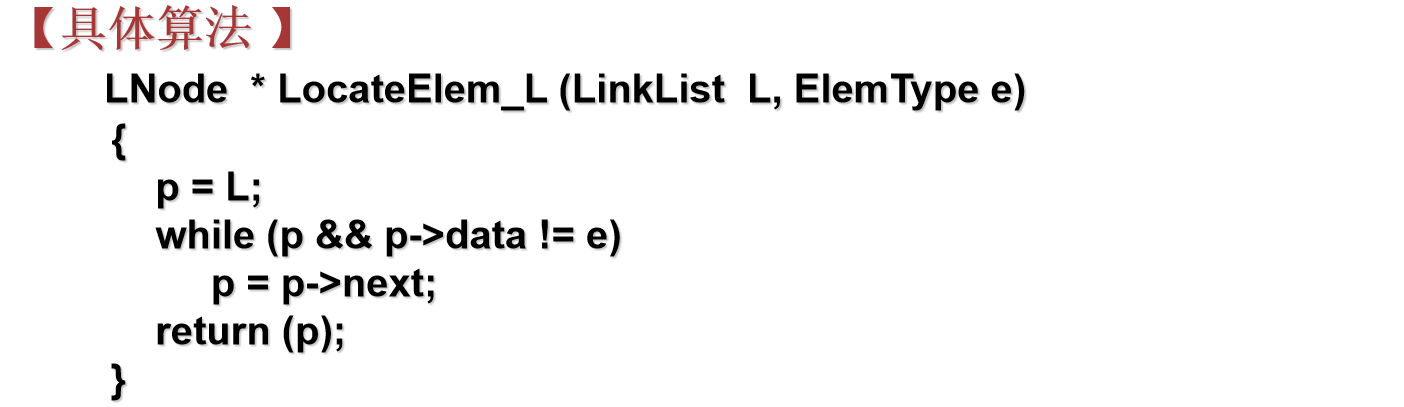 【具体算法 】
LNode  * LocateElem_L (LinkList  L, ElemType e)
{
p = L;
while (p && p->data != e)
p = p->next;
return (p);
}